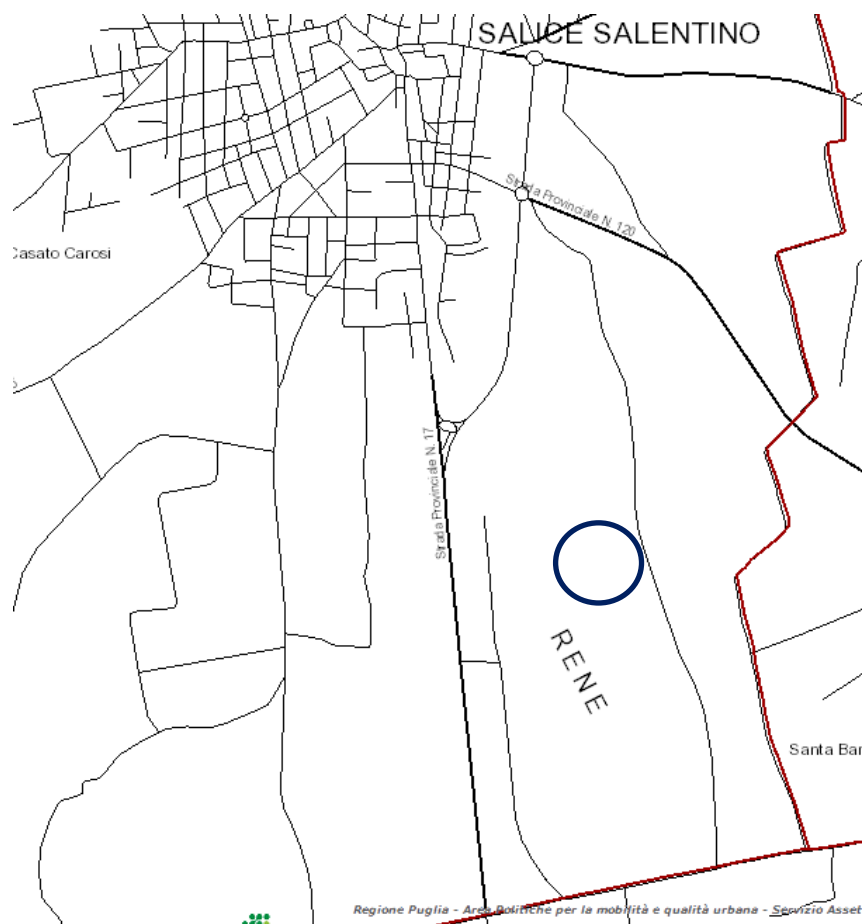 SALICE SALENTINO
Strada Provinciale N. 120
Casato Carosi
Strada Provinciale N. 17
RENE
Santa Bar
Regione Puglia - Area Politiche per la mobilità e qualità urbana - Servizio Asset